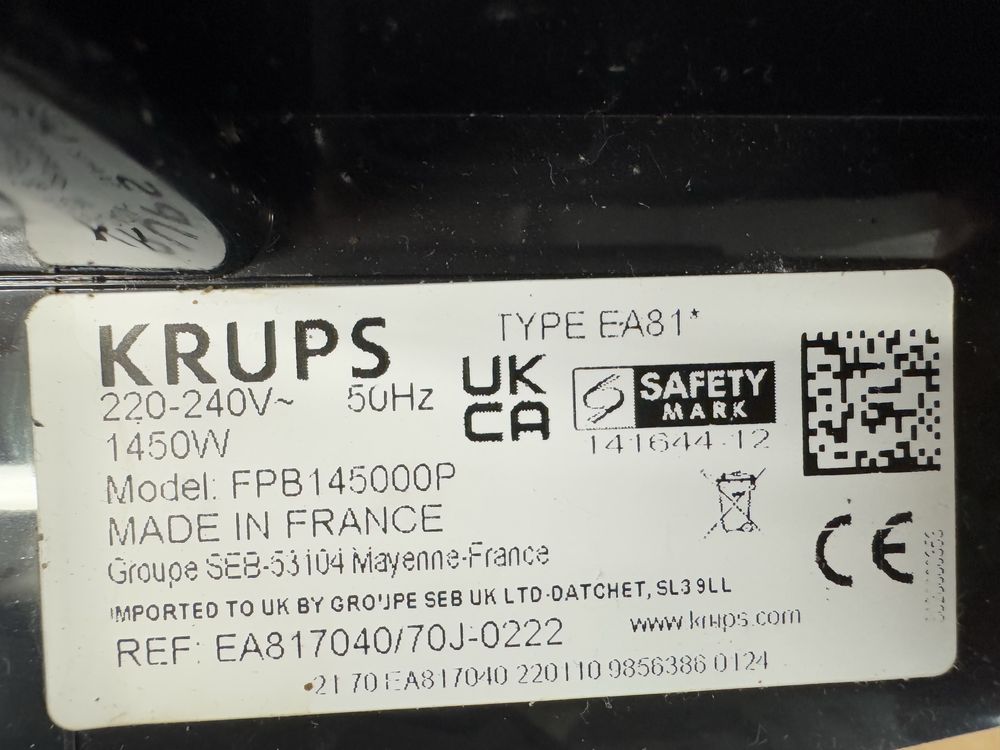 KRUPS
TYPE EA81*
220-240V~ 50Hz
1450W
UK
CA
SAFETY
MARK
141644-12
Model: FPB145000P
MADE IN FRANCE
Groupe SEB-53104 Mayenne-France
CE
IMPORTED TO UK BY GROUPE SEB UK LTD-DATCHET, SL3 9LL
REF: EA817040/70J-0222
www.krups.com
21 70 EA817040 220110 9856386 0124